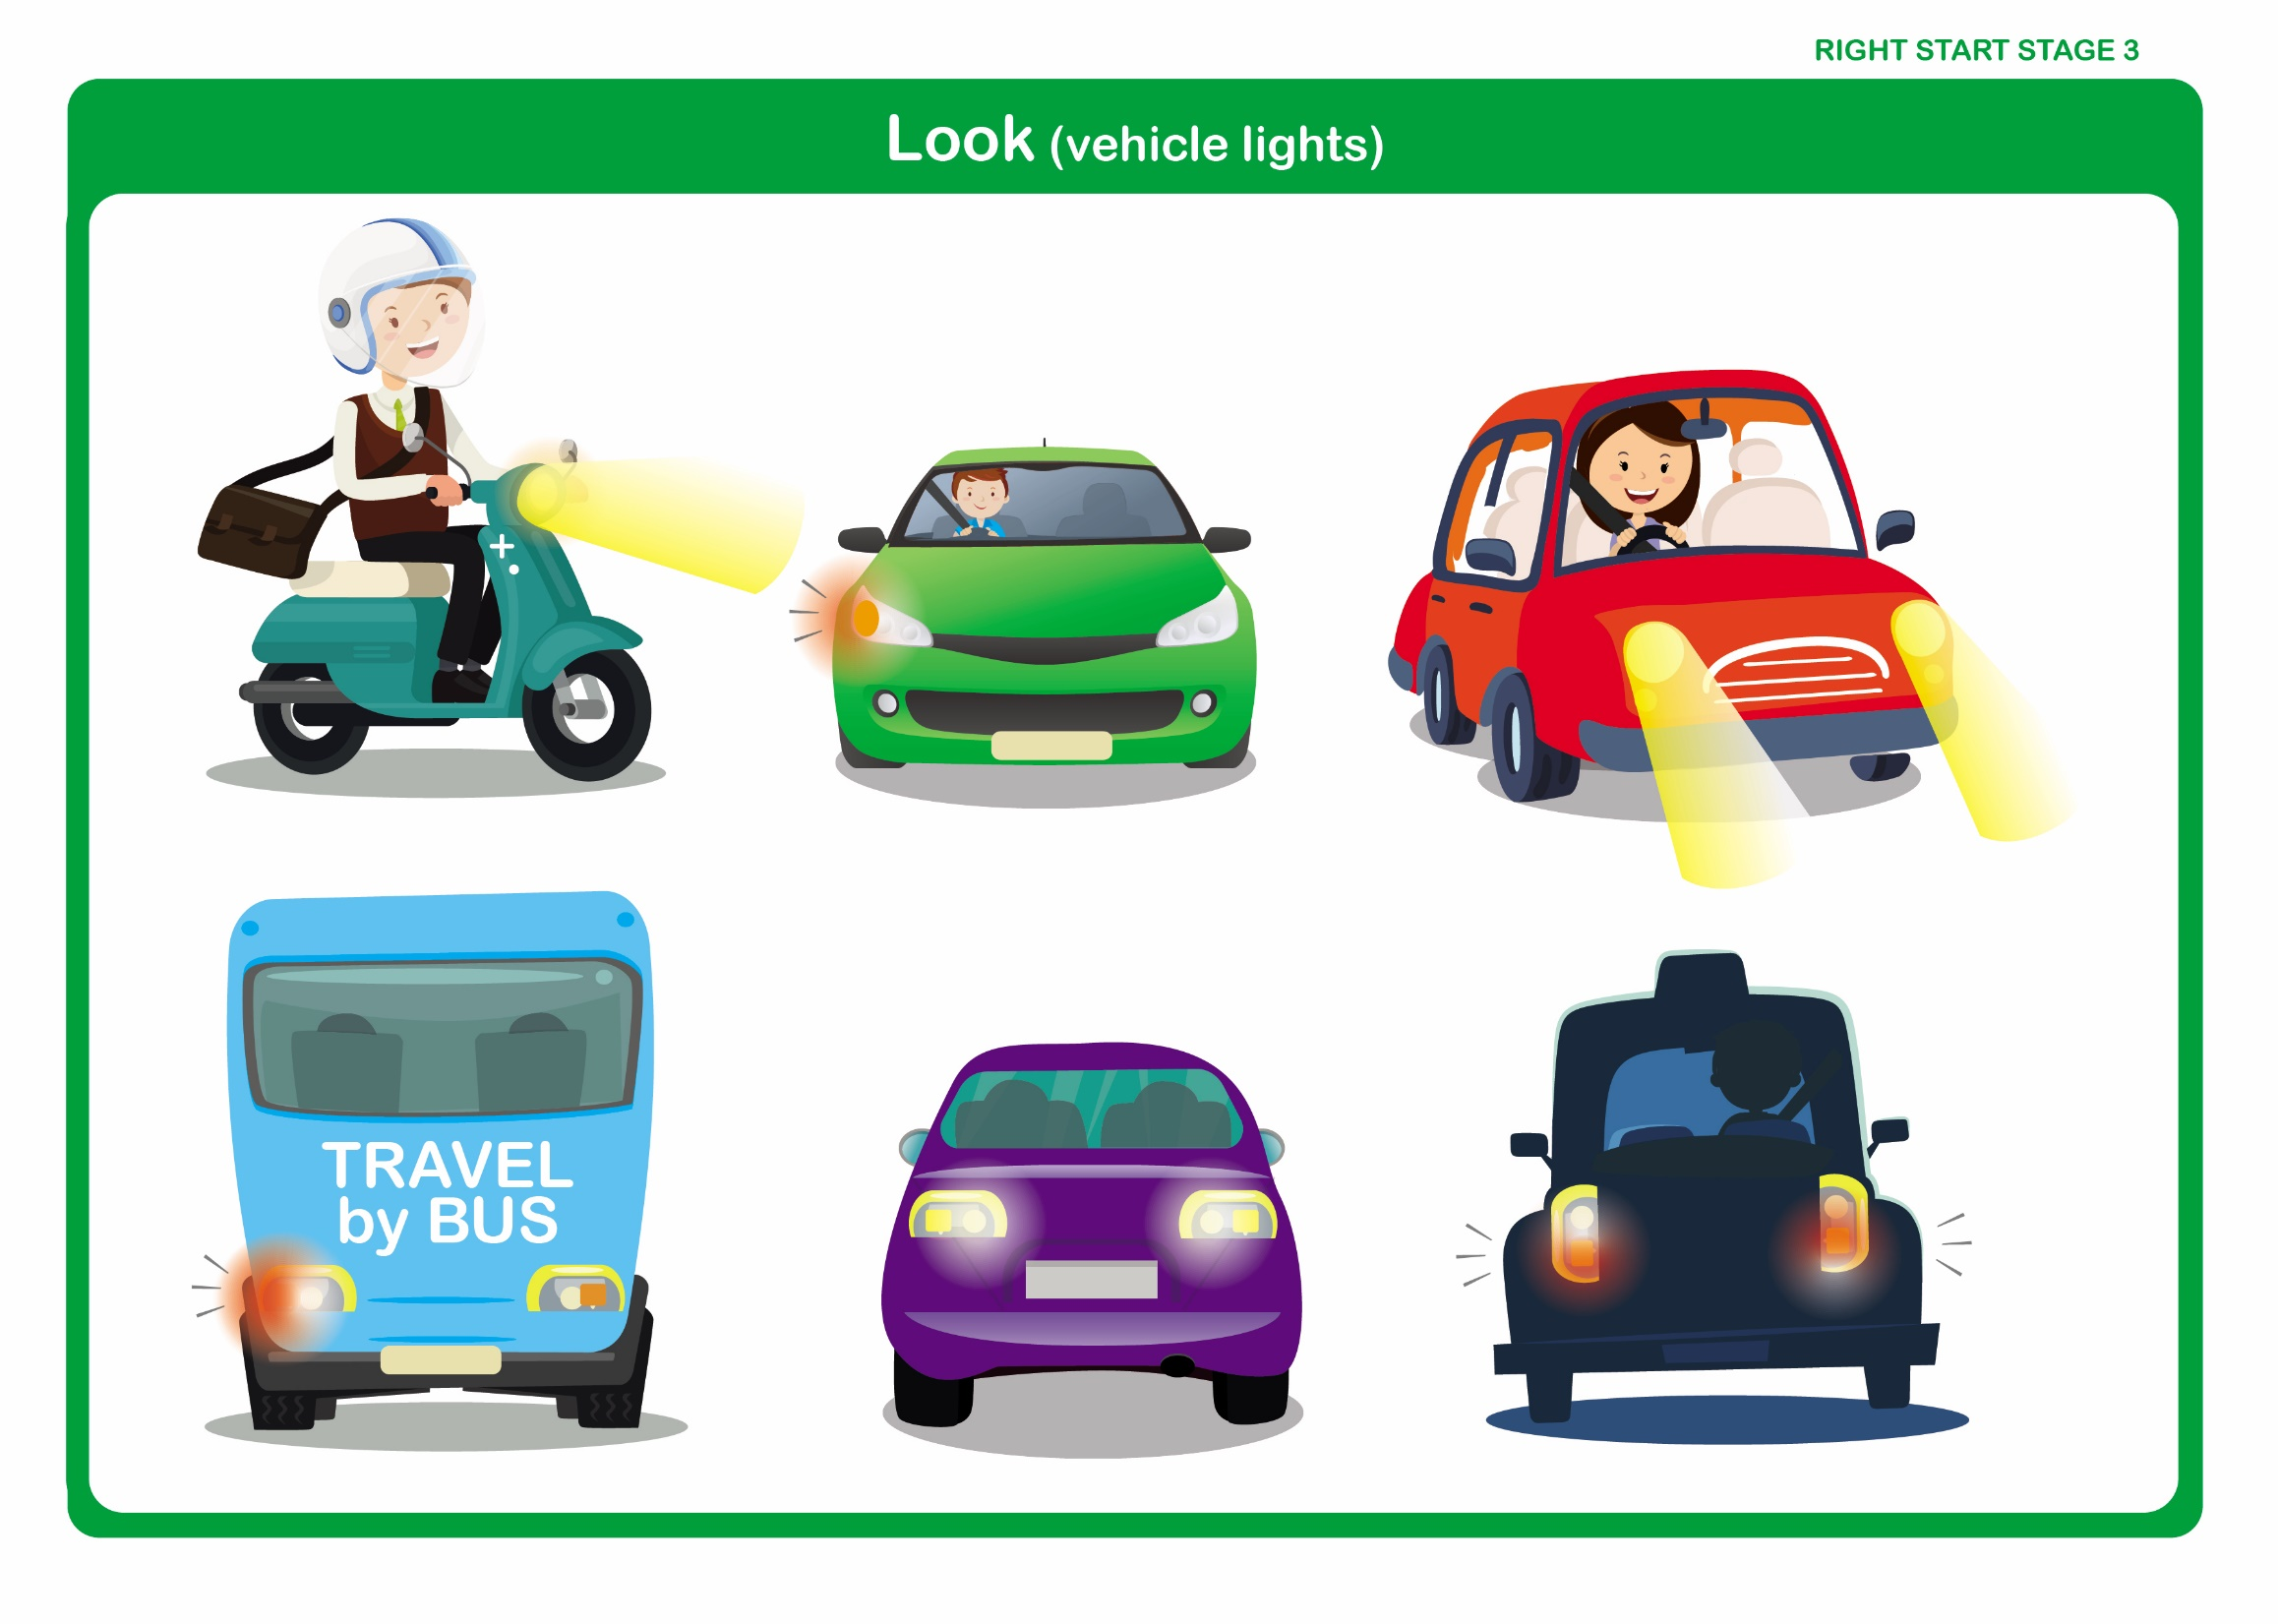 RIGHT START STAGE 3
Look (vehicle lights)
TRAVEL
by BUS